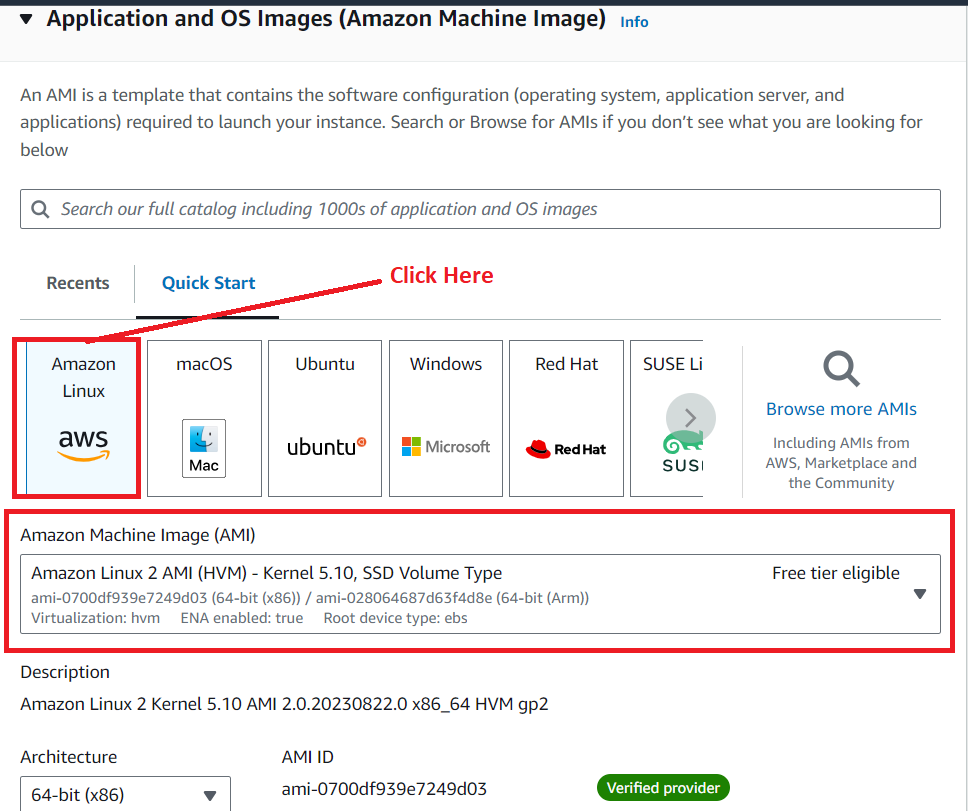 Application and OS Images (Amazon Machine Image) Info
An AMI is a template that contains the software configuration (operating system, application server, and
applications) required to launch your instance. Search or Browse for AMIs if you don't see what you are looking for
below
Search our full catalog including 1000s of application and OS images
Recents Quick Start
Click Here
Amazon Linux
aws
macOS
Mac
Ubuntu
ubuntu
Windows
Microsoft
Red Hat
Red Hat
SUSE Li
SUS
Browse more AMIs
Including AMIs from
AWS, Marketplace and
the Community
Amazon Machine Image (AMI)
Amazon Linux 2 AMI (HVM) - Kernel 5.10, SSD Volume Type Free tier eligible
ami-0700df939e7249d03 (64-bit (x86)) / ami-028064687d63f4d8e (64-bit (Arm))
Virtualization: hvm ENA enabled: true Root device type: ebs
Description
Amazon Linux 2 Kernel 5.10 AMI 2.0.20230822.0 x86_64 HVM gp2
Architecture AMI ID
64-bit (x86) ami-0700df939e7249d03 Verified provider